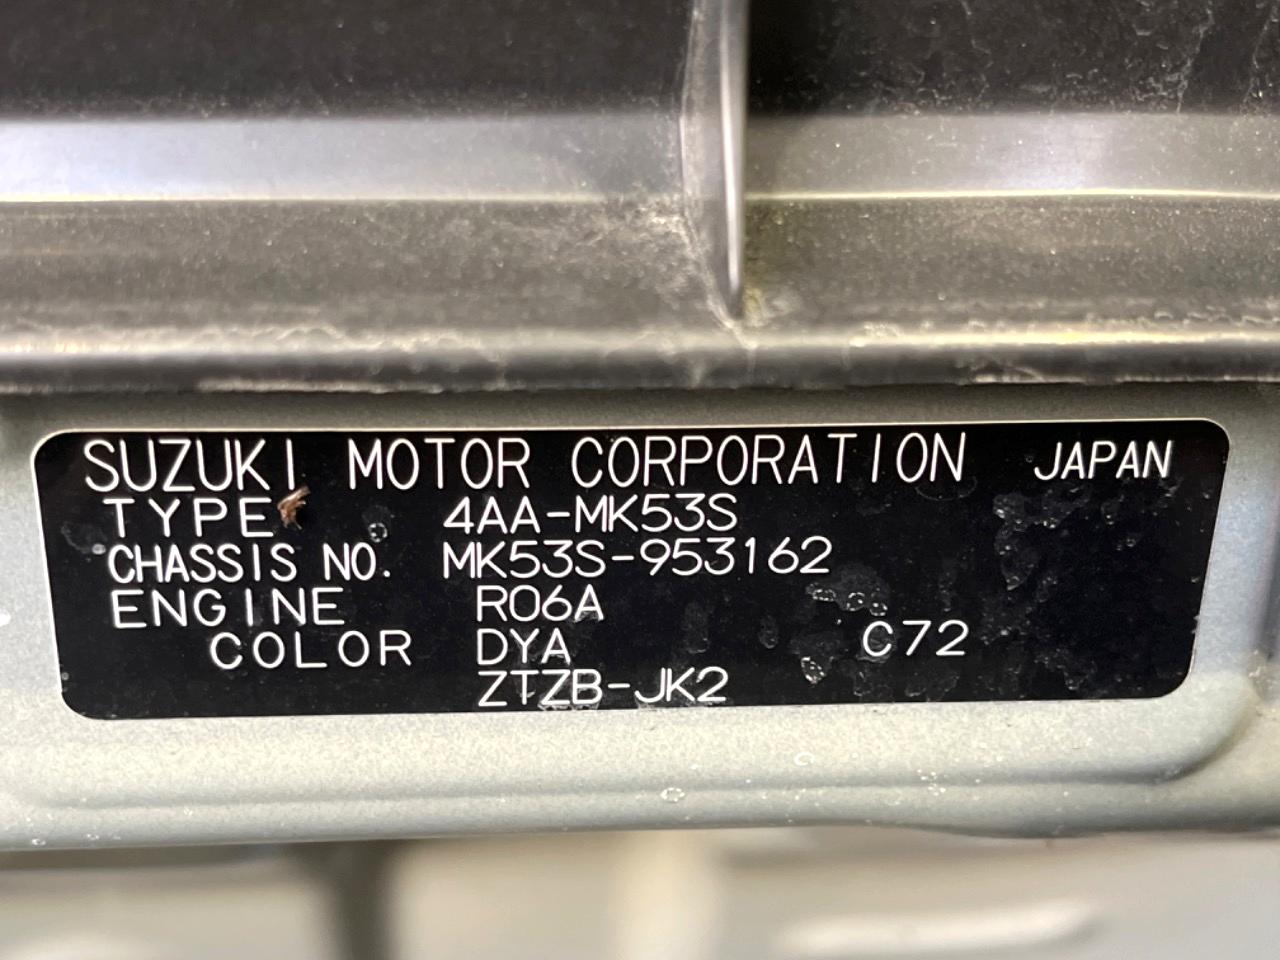 SUZUKI MOTOR CORPORATION JAPAN
TYPE 4AA-MK53S
CHASSIS NO. MK53S-953162
ENGINE R06A
COLOR DYA C72
ZTZB-JK2